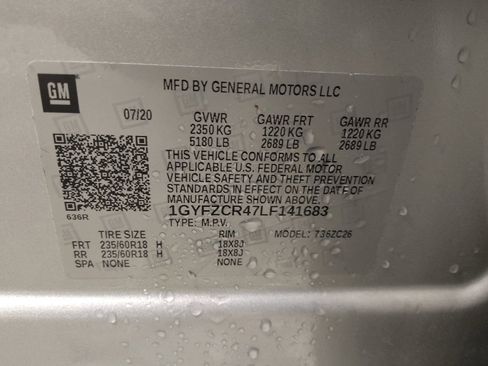 GM
MFD BY GENERAL MOTORS LLC
07/20 GVWR GAWR FRT GAWR RR
2350 KG 1220 KG 1220 KG
5180 LB 2689 LB 2689 LB
THIS VEHICLE CONFORMS TO ALL
APPLICABLE U.S. FEDERAL MOTOR
VEHICLE SAFETY AND THEFT PREVENTION
STANDARDS IN EFFECT ON THE DATE OF
MANUFACTURE SHOWN ABOVE.
636R 1GYFZCR47LF141683
TYPE: M.P.V. MODEL: 736ZC26
TIRE SIZE RIM
FRT 235/60R18 H 18X8J
RR 235/60R18 H 18X8J
SPA NONE NONE